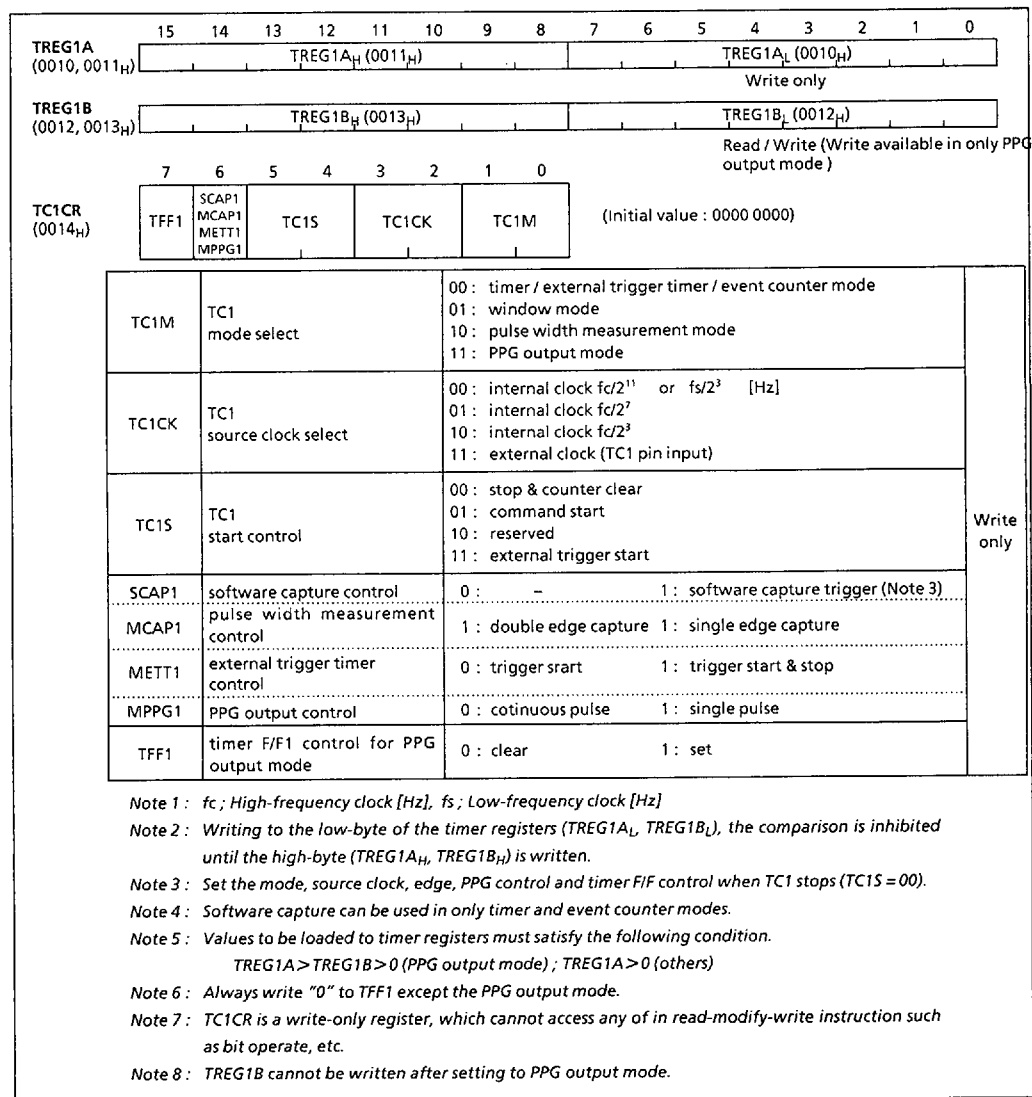 15 14 13 12 11 10 9 8 7 6 5 4 3 2 1 0
TREG1A
(0010, 0011H)
TREG1AH (0011H) TREG1AL (0010H)
Write only
TREG1B
(0012, 0013H)
TREG1BH (0013H) TREG1BL (0012H)
Read / Write (Write available in only PPG
output mode )
7 6 5 4 3 2 1 0
TC1CR
(0014H)
TFF1
SCAP1
MCAP1
METT1
MPPG1
TC1S TC1CK TC1M
(Initial value : 0000 0000)
TC1M
TC1
mode select
00 : timer / external trigger timer / event counter mode
01 : window mode
10 : pulse width measurement mode
11 : PPG output mode
TC1CK
TC1
source clock select
00 : internal clock fc/2¹¹ or fs/2³ [Hz]
01 : internal clock fc/2⁷
10 : internal clock fc/2³
11 : external clock (TC1 pin input)
TC1S
TC1
start control
00 : stop & counter clear
01 : command start
10 : reserved
11 : external trigger start
Write
only
SCAP1 software capture control 0 : – 1 : software capture trigger (Note 3)
MCAP1
pulse width measurement
control
1 : double edge capture 1 : single edge capture
METT1
external trigger timer
control
0 : trigger srart 1 : trigger start & stop
MPPG1 PPG output control 0 : cotinuous pulse 1 : single pulse
TFF1
timer F/F1 control for PPG
output mode
0 : clear 1 : set
Note 1 : fc ; High-frequency clock [Hz], fs ; Low-frequency clock [Hz]
Note 2 : Writing to the low-byte of the timer registers (TREG1AL, TREG1BL), the comparison is inhibited
until the high-byte (TREG1AH, TREG1BH) is written.
Note 3 : Set the mode, source clock, edge, PPG control and timer F/F control when TC1 stops (TC1S = 00).
Note 4 : Software capture can be used in only timer and event counter modes.
Note 5 : Values to be loaded to timer registers must satisfy the following condition.
TREG1A > TREG1B > 0 (PPG output mode) ; TREG1A > 0 (others)
Note 6 : Always write "0" to TFF1 except the PPG output mode.
Note 7 : TC1CR is a write-only register, which cannot access any of in read-modify-write instruction such
as bit operate, etc.
Note 8 : TREG1B cannot be written after setting to PPG output mode.